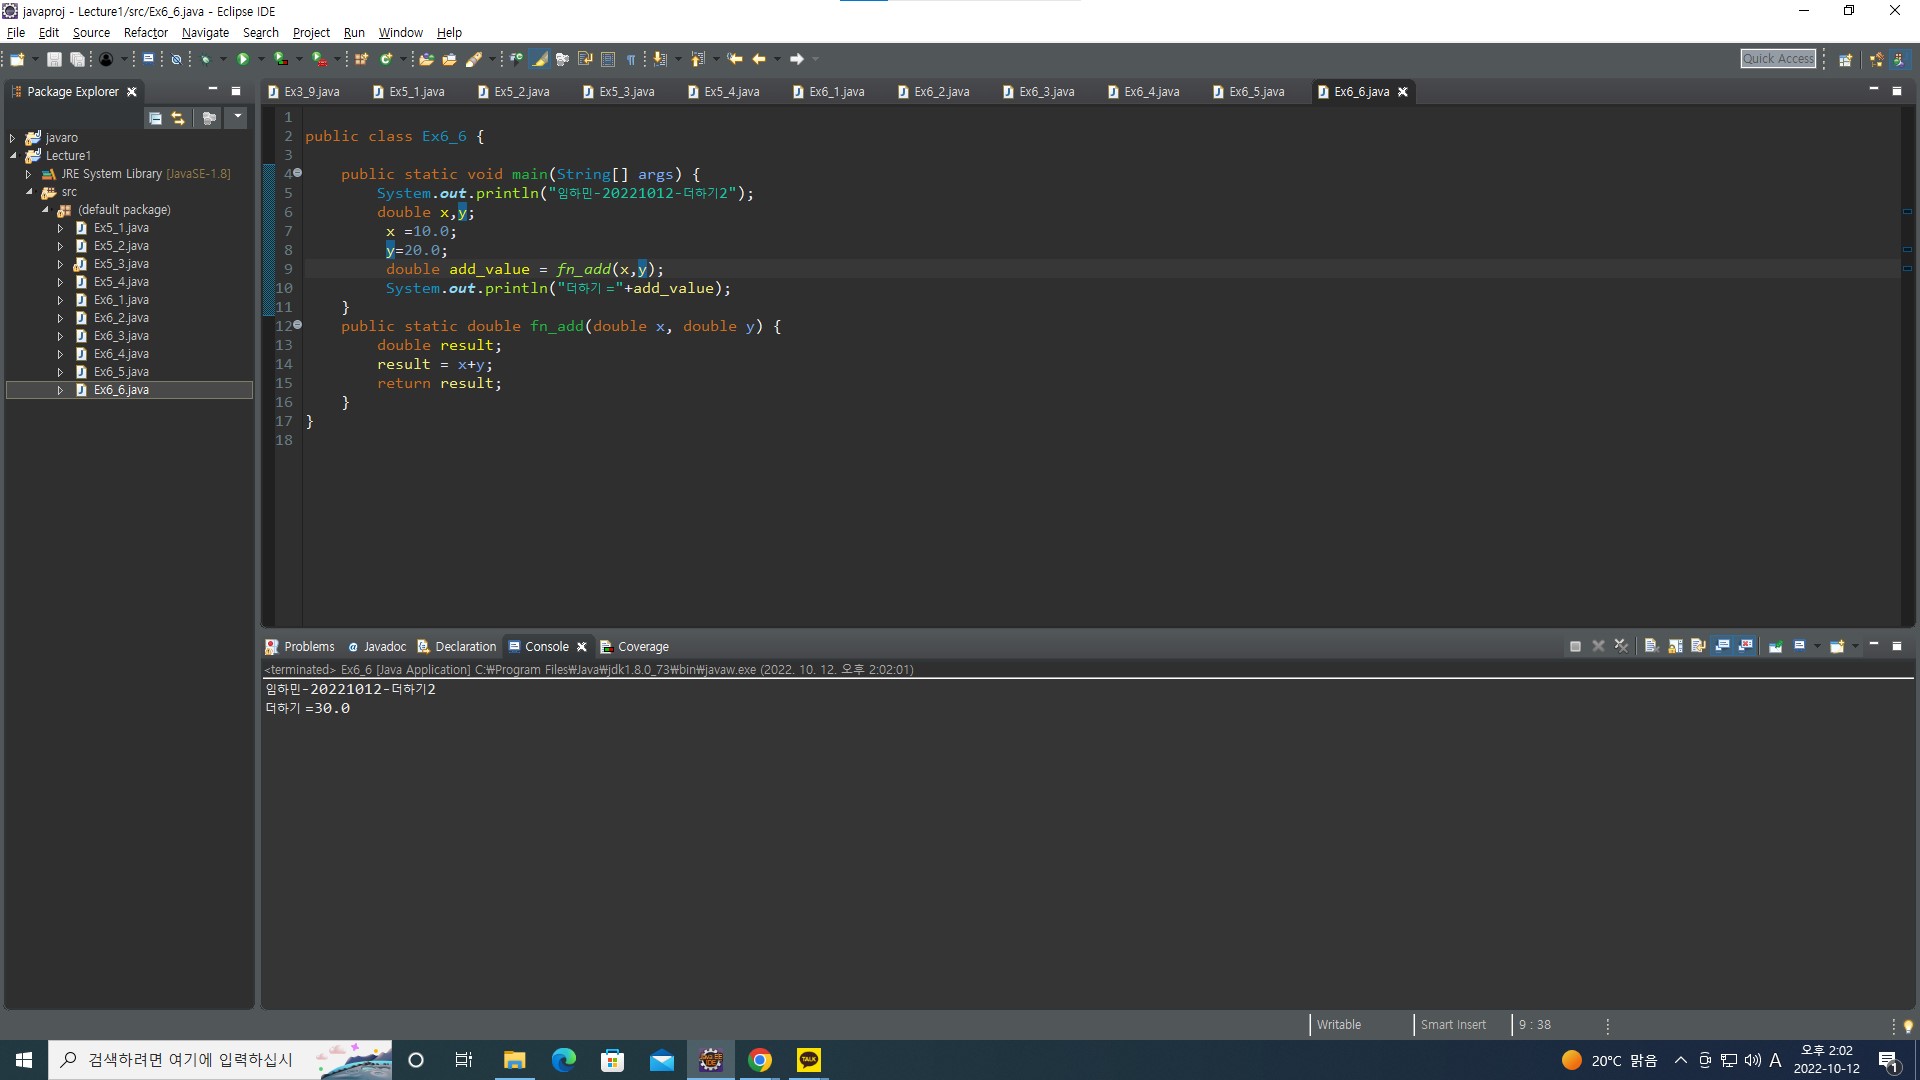 javaproj - Lecture1/src/Ex6_6.java - Eclipse IDE
File Edit Source Refactor Navigate Search Project Run Window Help
Quick Access
Package Explorer
Ex3_9.java Ex5_1.java Ex5_2.java Ex5_3.java Ex5_4.java Ex6_1.java Ex6_2.java Ex6_3.java Ex6_4.java Ex6_5.java Ex6_6.java
javaro
Lecture1
JRE System Library [JavaSE-1.8]
src
(default package)
Ex5_1.java
Ex5_2.java
Ex5_3.java
Ex5_4.java
Ex6_1.java
Ex6_2.java
Ex6_3.java
Ex6_4.java
Ex6_5.java
Ex6_6.java
1
2 public class Ex6_6 {
3
4 public static void main(String[] args) {
5 System.out.println("임하민-20221012-더하기2");
6 double x,y;
7 x =10.0;
8 y=20.0;
9 double add_value = fn_add(x,y);
10 System.out.println("더하기 ="+add_value);
11 }
12 public static double fn_add(double x, double y) {
13 double result;
14 result = x+y;
15 return result;
16 }
17 }
18
Problems Javadoc Declaration Console Coverage
<terminated> Ex6_6 [Java Application] C:₩Program Files₩Java₩jdk1.8.0_73₩bin₩javaw.exe (2022. 10. 12. 오후 2:02:01)
임하민-20221012-더하기2
더하기 =30.0
Writable Smart Insert 9 : 38
검색하려면 여기에 입력하십시
JAVA EE IDE
TALK
20°C 맑음
A
오후 2:02
2022-10-12
1